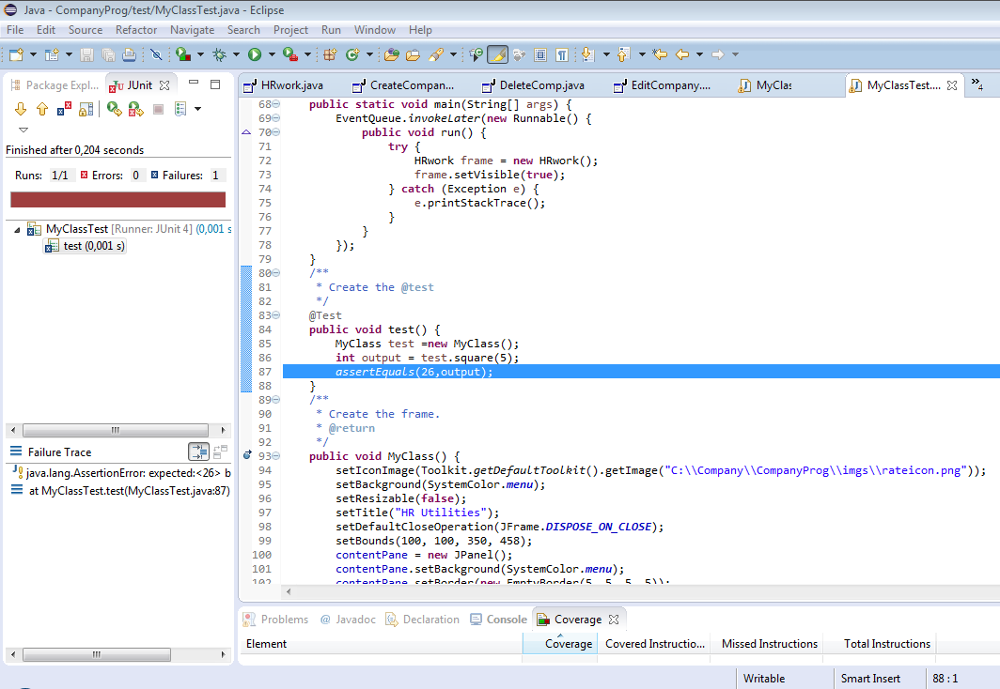 Java - CompanyProg/test/MyClassTest.java - Eclipse
File Edit Source Refactor Navigate Search Project Run Window Help
Package Expl... JUnit
Finished after 0,204 seconds
Runs: 1/1 Errors: 0 Failures: 1
MyClassTest [Runner: JUnit 4] (0,001 s
test (0,001 s)
Failure Trace
java.lang.AssertionError: expected:<26> b
at MyClassTest.test(MyClassTest.java:87)
HRwork.java CreateCompan... DeleteComp.java EditCompany.... MyClas MyClassTest.... »4
68 public static void main(String[] args) {
69 EventQueue.invokeLater(new Runnable() {
70 public void run() {
71 try {
72 HRwork frame = new HRwork();
73 frame.setVisible(true);
74 } catch (Exception e) {
75 e.printStackTrace();
76 }
77 }
78 });
79 }
80 /**
81 * Create the @test
82 */
83 @Test
84 public void test() {
85 MyClass test =new MyClass();
86 int output = test.square(5);
87 assertEquals(26,output);
88 }
89 /**
90 * Create the frame.
91 * @return
92 */
93 public void MyClass() {
94 setIconImage(Toolkit.getDefaultToolkit().getImage("C:\\Company\\CompanyProg\\imgs\\rateicon.png"));
95 setBackground(SystemColor.menu);
96 setResizable(false);
97 setTitle("HR Utilities");
98 setDefaultCloseOperation(JFrame.DISPOSE_ON_CLOSE);
99 setBounds(100, 100, 350, 458);
100 contentPane = new JPanel();
101 contentPane.setBackground(SystemColor.menu);
102 contentPane.setBorder(new EmptyBorder(5, 5, 5, 5));
Problems @ Javadoc Declaration Console Coverage
Element Coverage Covered Instructio... Missed Instructions Total Instructions
Writable Smart Insert 88 : 1